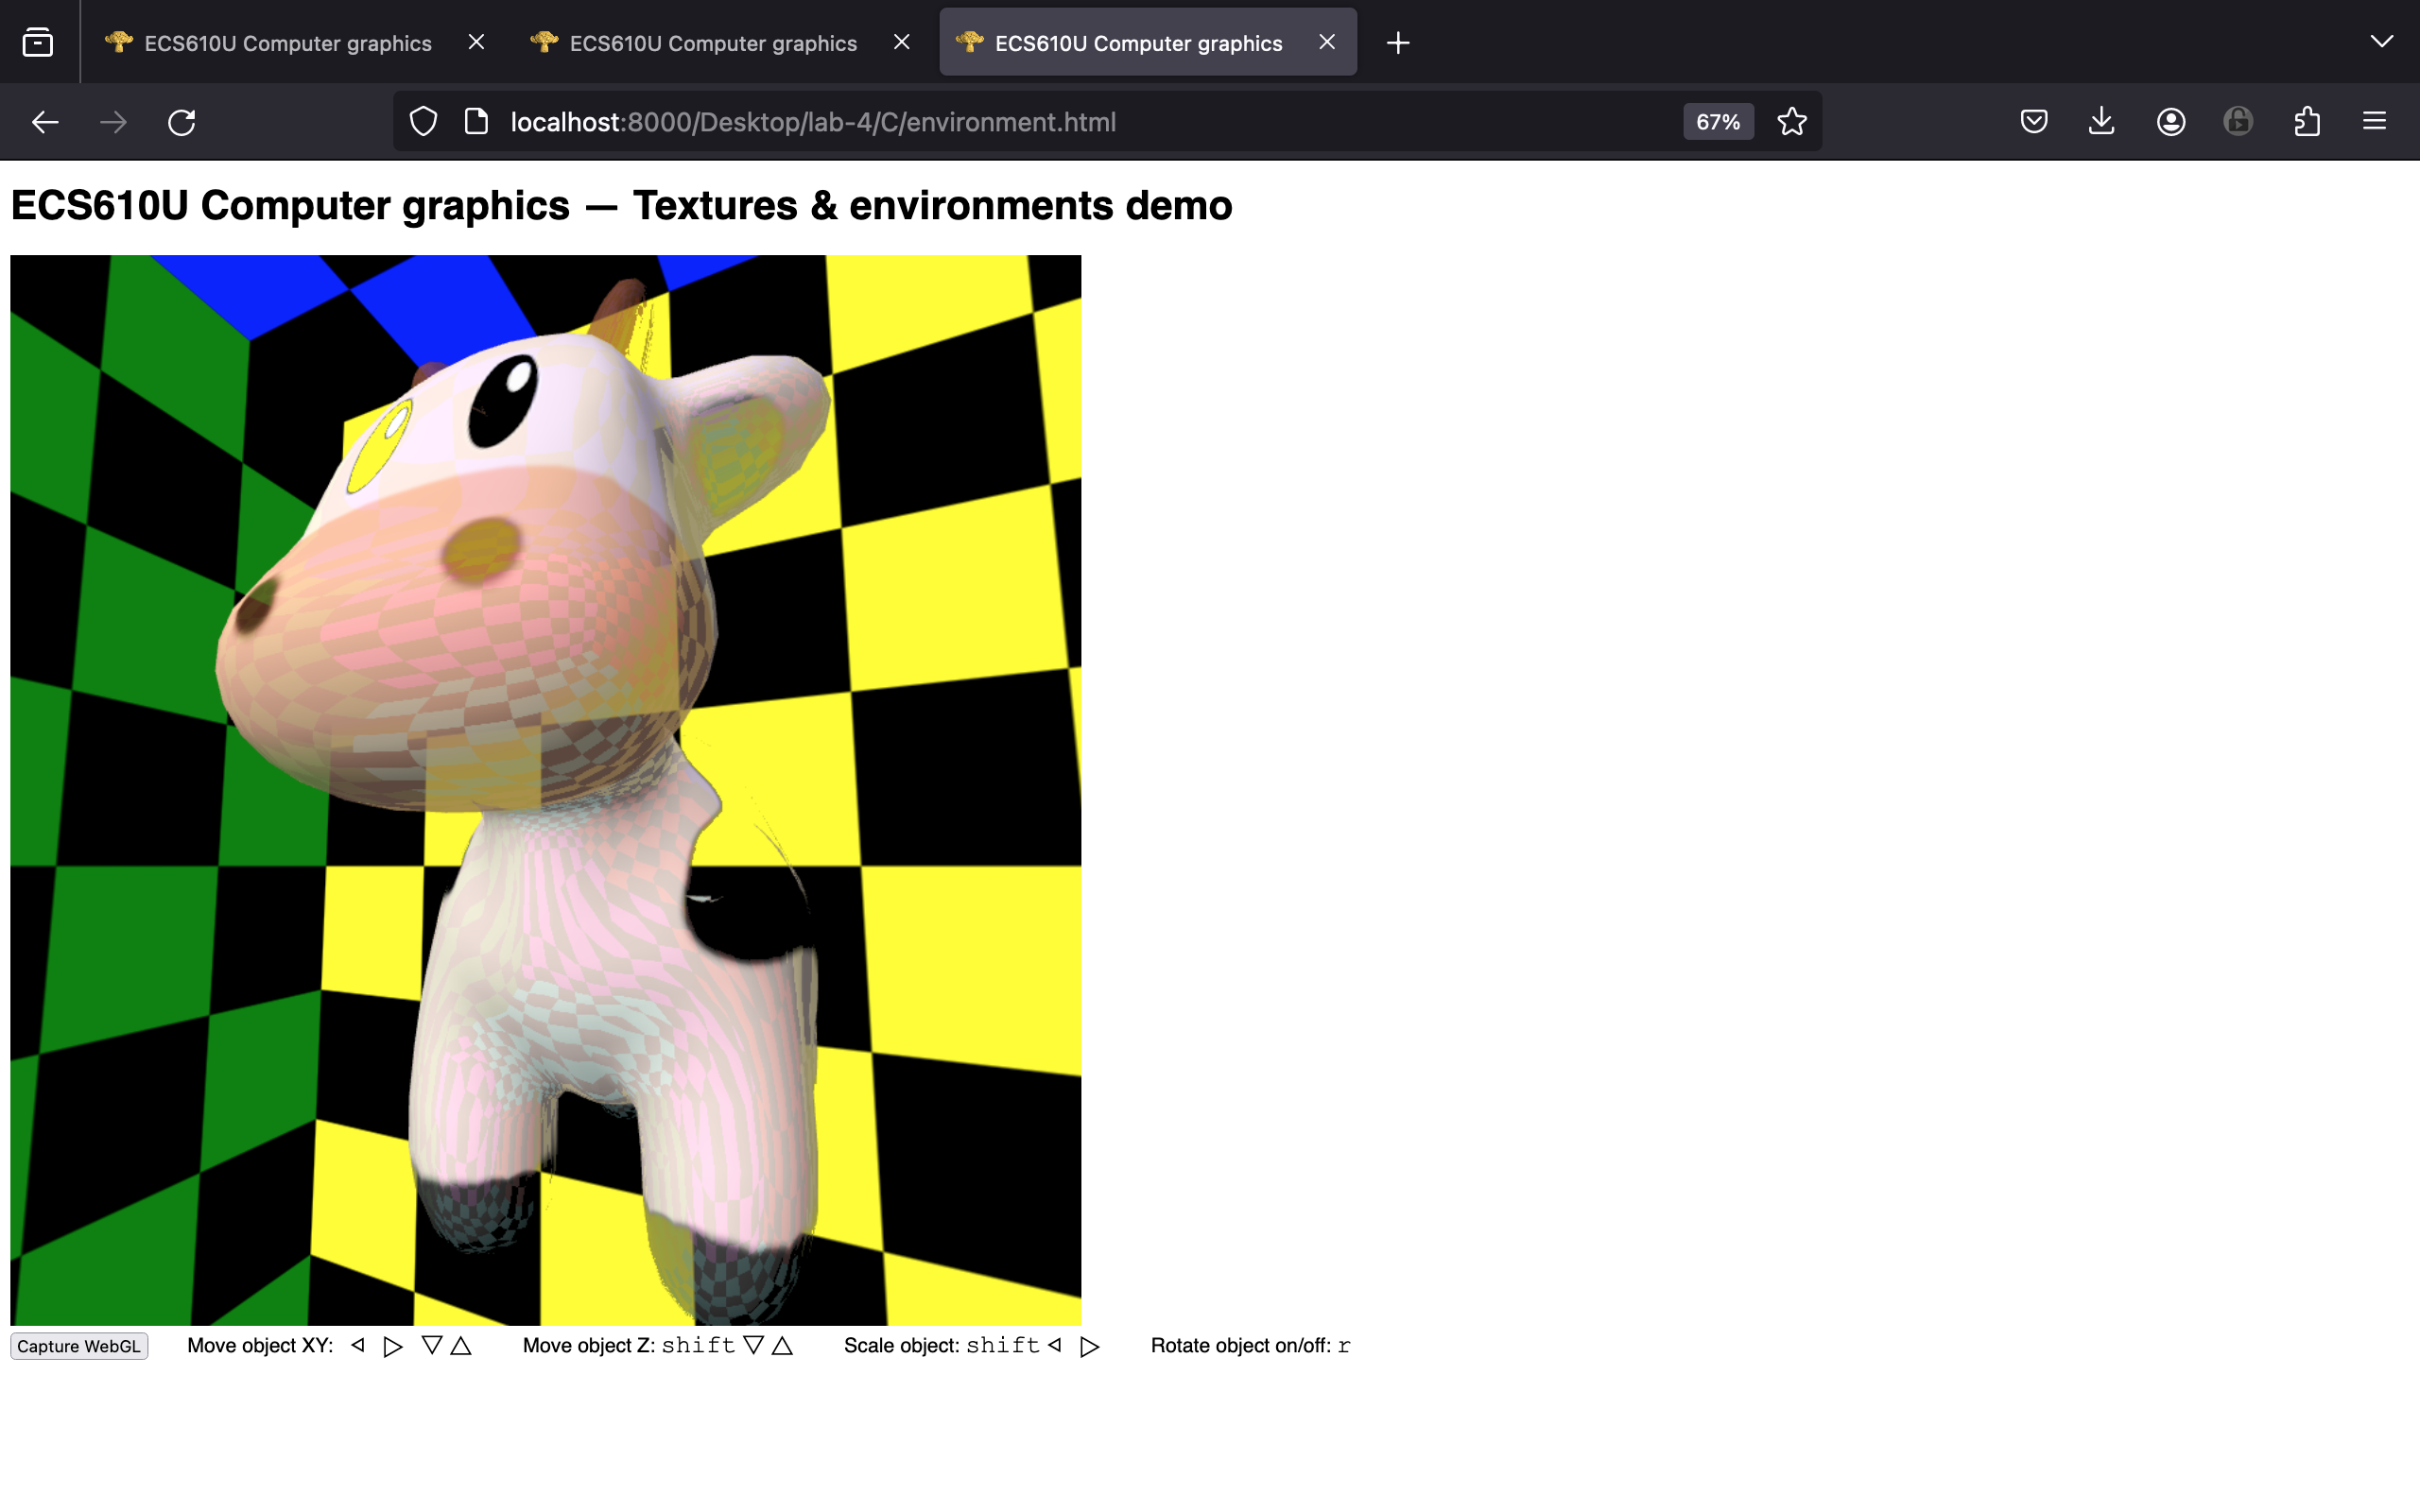 ECS610U Computer graphics
ECS610U Computer graphics
ECS610U Computer graphics
localhost:8000/Desktop/lab-4/C/environment.html
67%
ECS610U Computer graphics — Textures & environments demo
Capture WebGL Move object XY: ◁ ▷ ▽ △ Move object Z: shift ▽ △ Scale object: shift ◁ ▷ Rotate object on/off: r